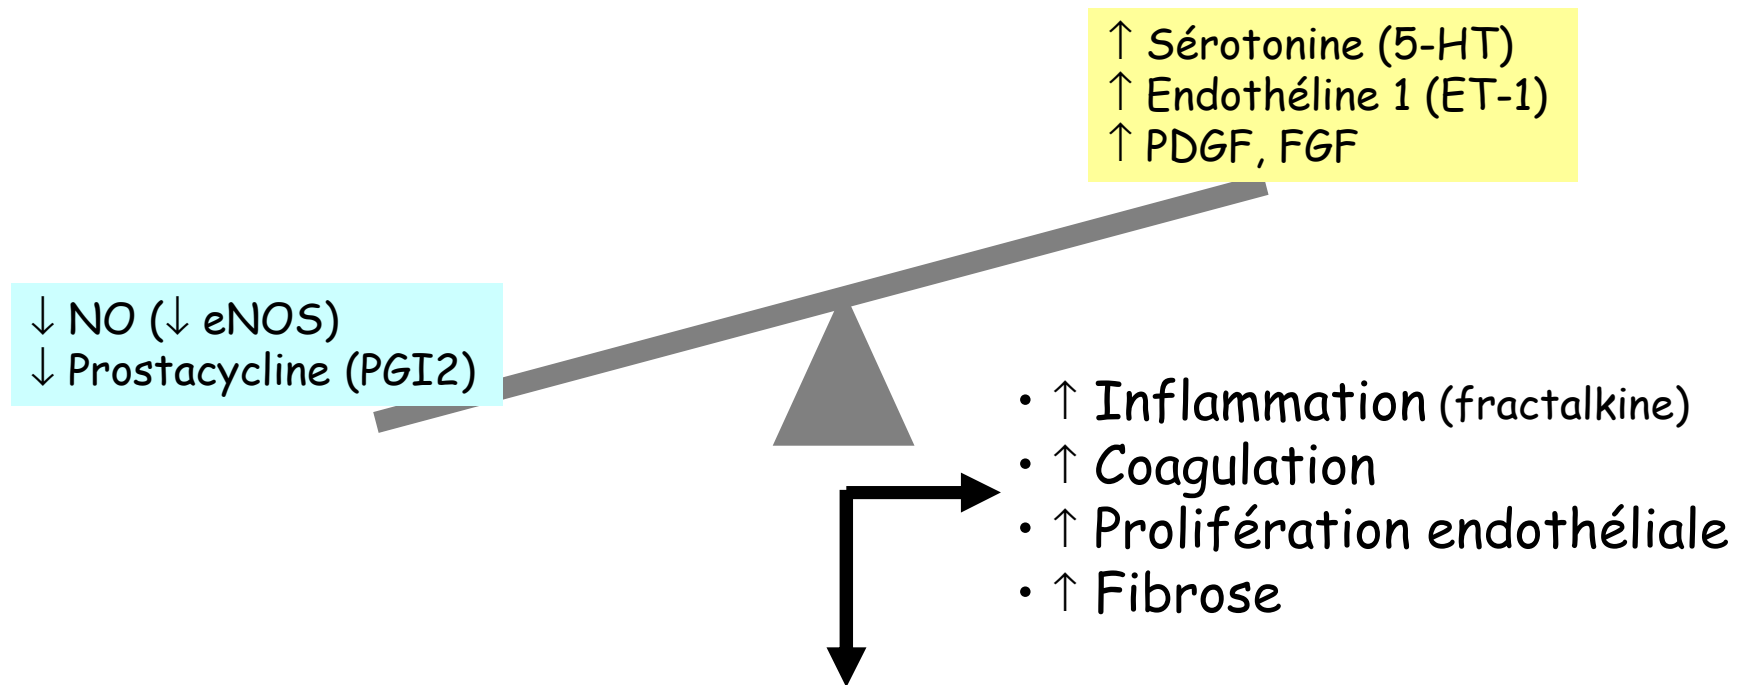 ↑ Sérotonine (5-HT)
↑ Endothéline 1 (ET-1)
↑ PDGF, FGF
↓ NO (↓ eNOS)
↓ Prostacycline (PGI2)
• ↑ Inflammation (fractalkine)
• ↑ Coagulation
• ↑ Prolifération endothéliale
• ↑ Fibrose